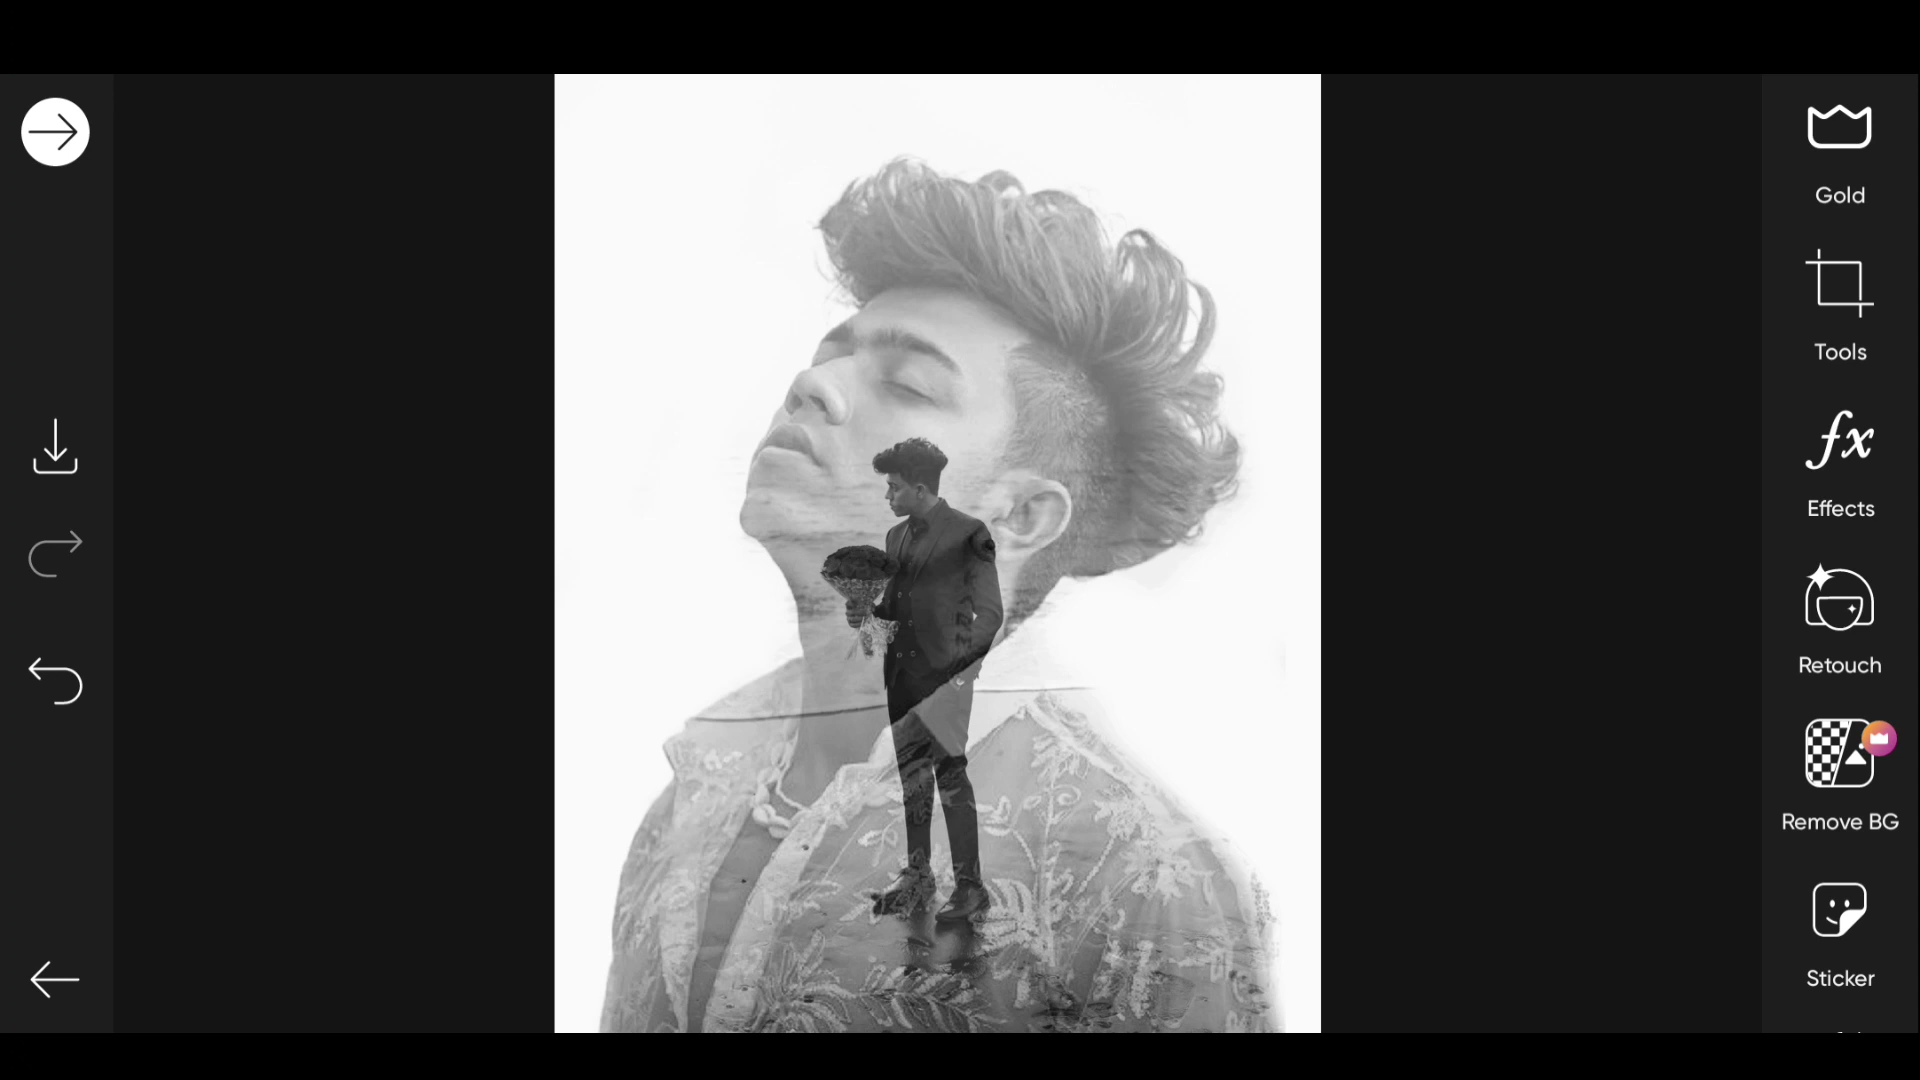 Gold
Tools
Effects
Retouch
Remove BG
Sticker